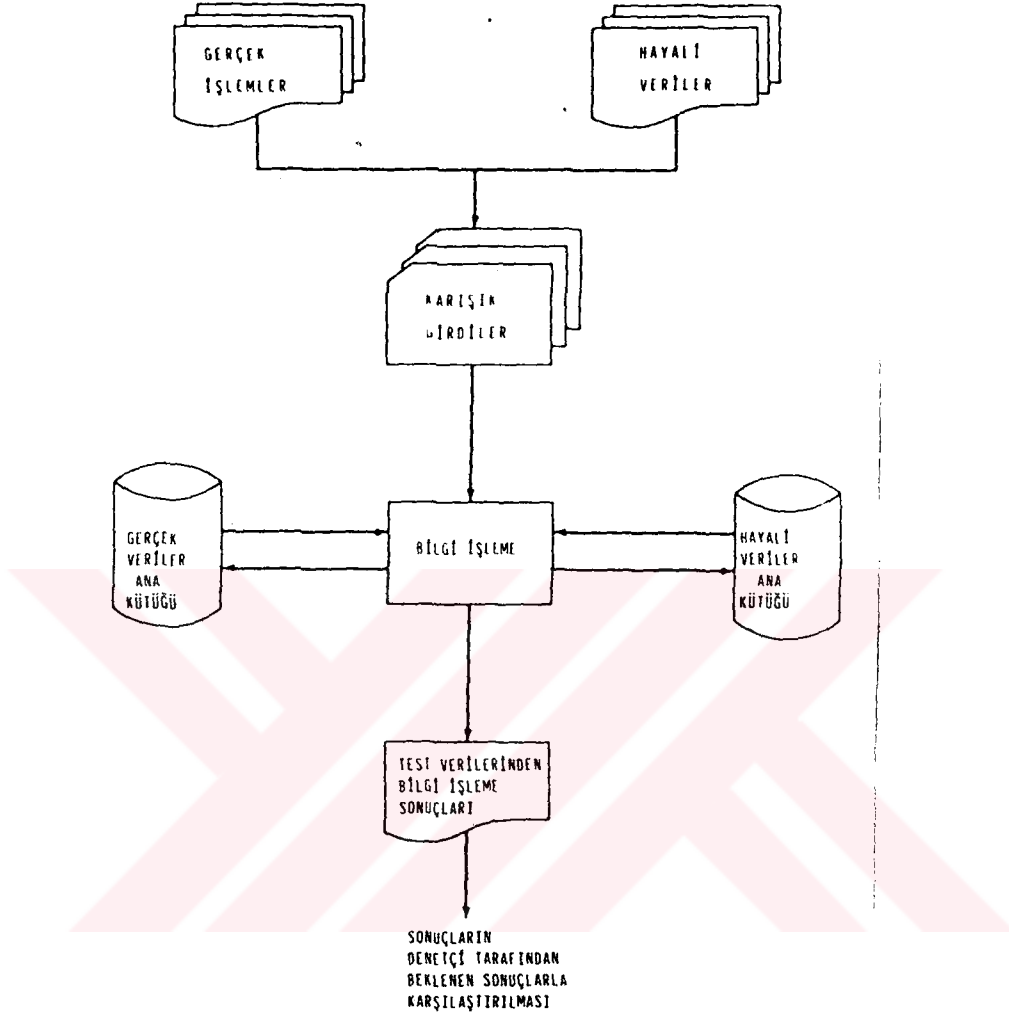 GERÇEK
İŞLEMLER
HAYALİ
VERİLER
KARIŞIK
GİRDİLER
GERÇEK
VERİLER
ANA
KÜTÜĞÜ
BİLGİ İŞLEME
HAYALİ
VERİLER
ANA
KÜTÜĞÜ
TEST VERİLERİNDEN
BİLGİ İŞLEME
SONUÇLARI
SONUÇLARIN
DENETÇİ TARAFINDAN
BEKLENEN SONUÇLARLA
KARŞILAŞTIRILMASI